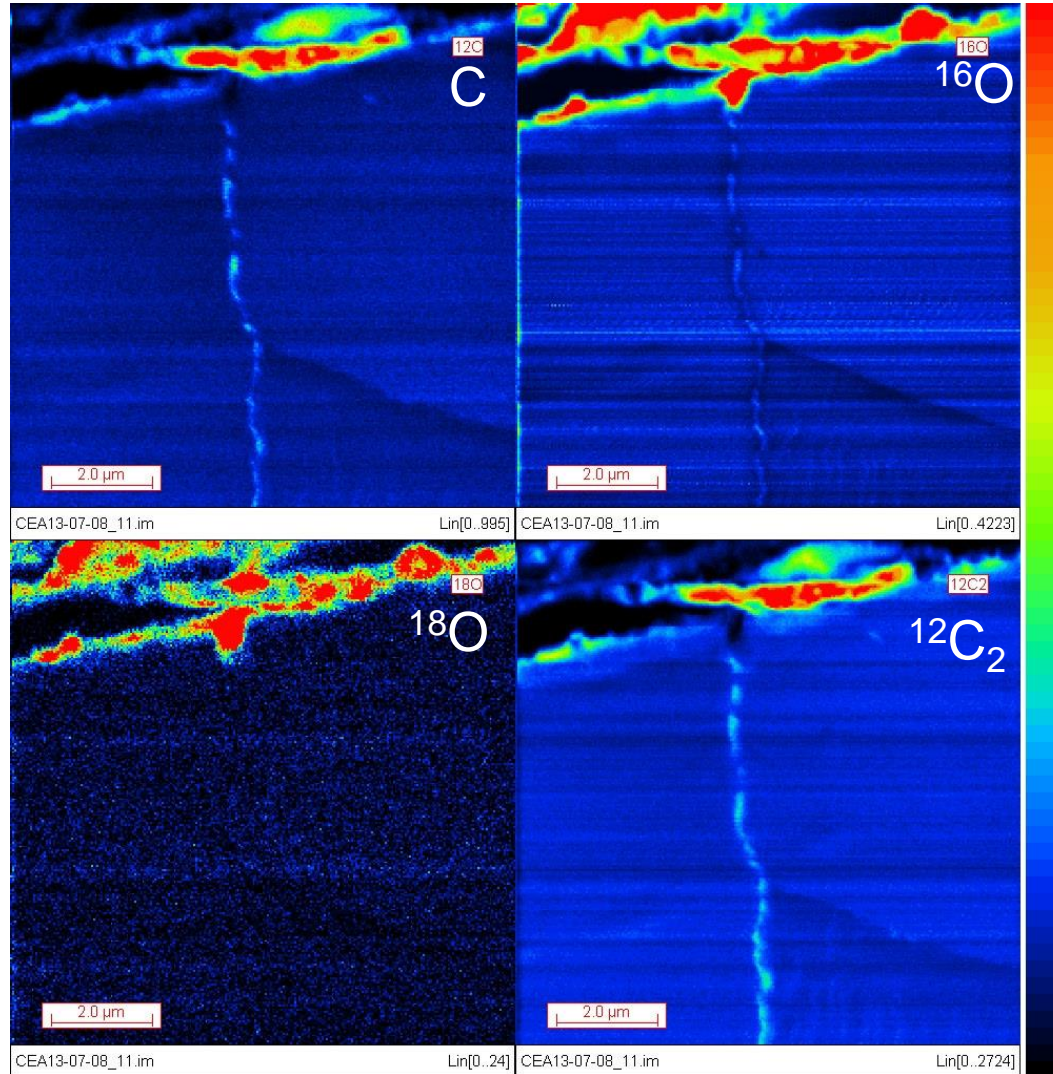 12C
C
2.0 µm
CEA13-07-08_11.im Lin[0..995]
16O
¹⁶O
2.0 µm
CEA13-07-08_11.im Lin[0..4223]
18O
¹⁸O
2.0 µm
CEA13-07-08_11.im Lin[0..24]
12C2
¹²C₂
2.0 µm
CEA13-07-08_11.im Lin[0..2724]